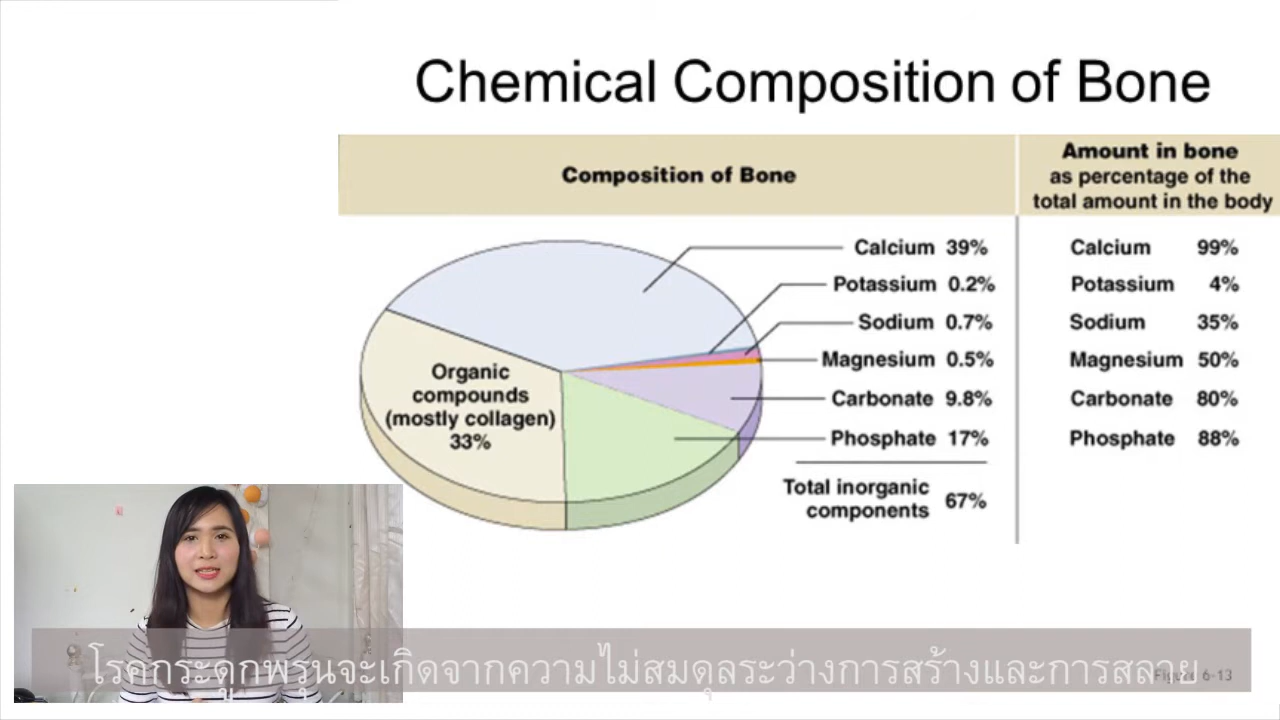 Chemical Composition of Bone
Composition of Bone
Amount in bone
as percentage of the
total amount in the body
Calcium 39%
Potassium 0.2%
Sodium 0.7%
Magnesium 0.5%
Carbonate 9.8%
Phosphate 17%
Total inorganic
components 67%
Organic
compounds
(mostly collagen)
33%
Calcium 99%
Potassium 4%
Sodium 35%
Magnesium 50%
Carbonate 80%
Phosphate 88%
โรคกระดูกพรุนจะเกิดจากความไม่สมดุลระว่างการสร้างและการสลาย
Figure 6-13